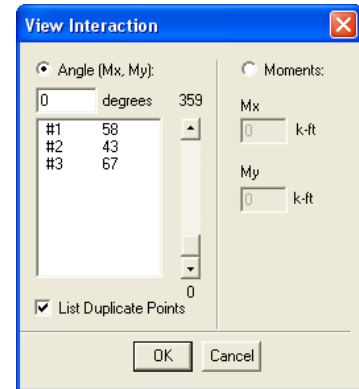 View Interaction
Angle (Mx, My):
0 degrees 359
#1 58
#2 43
#3 67
0
List Duplicate Points
Moments:
Mx
0 k-ft
My
0 k-ft
OK Cancel